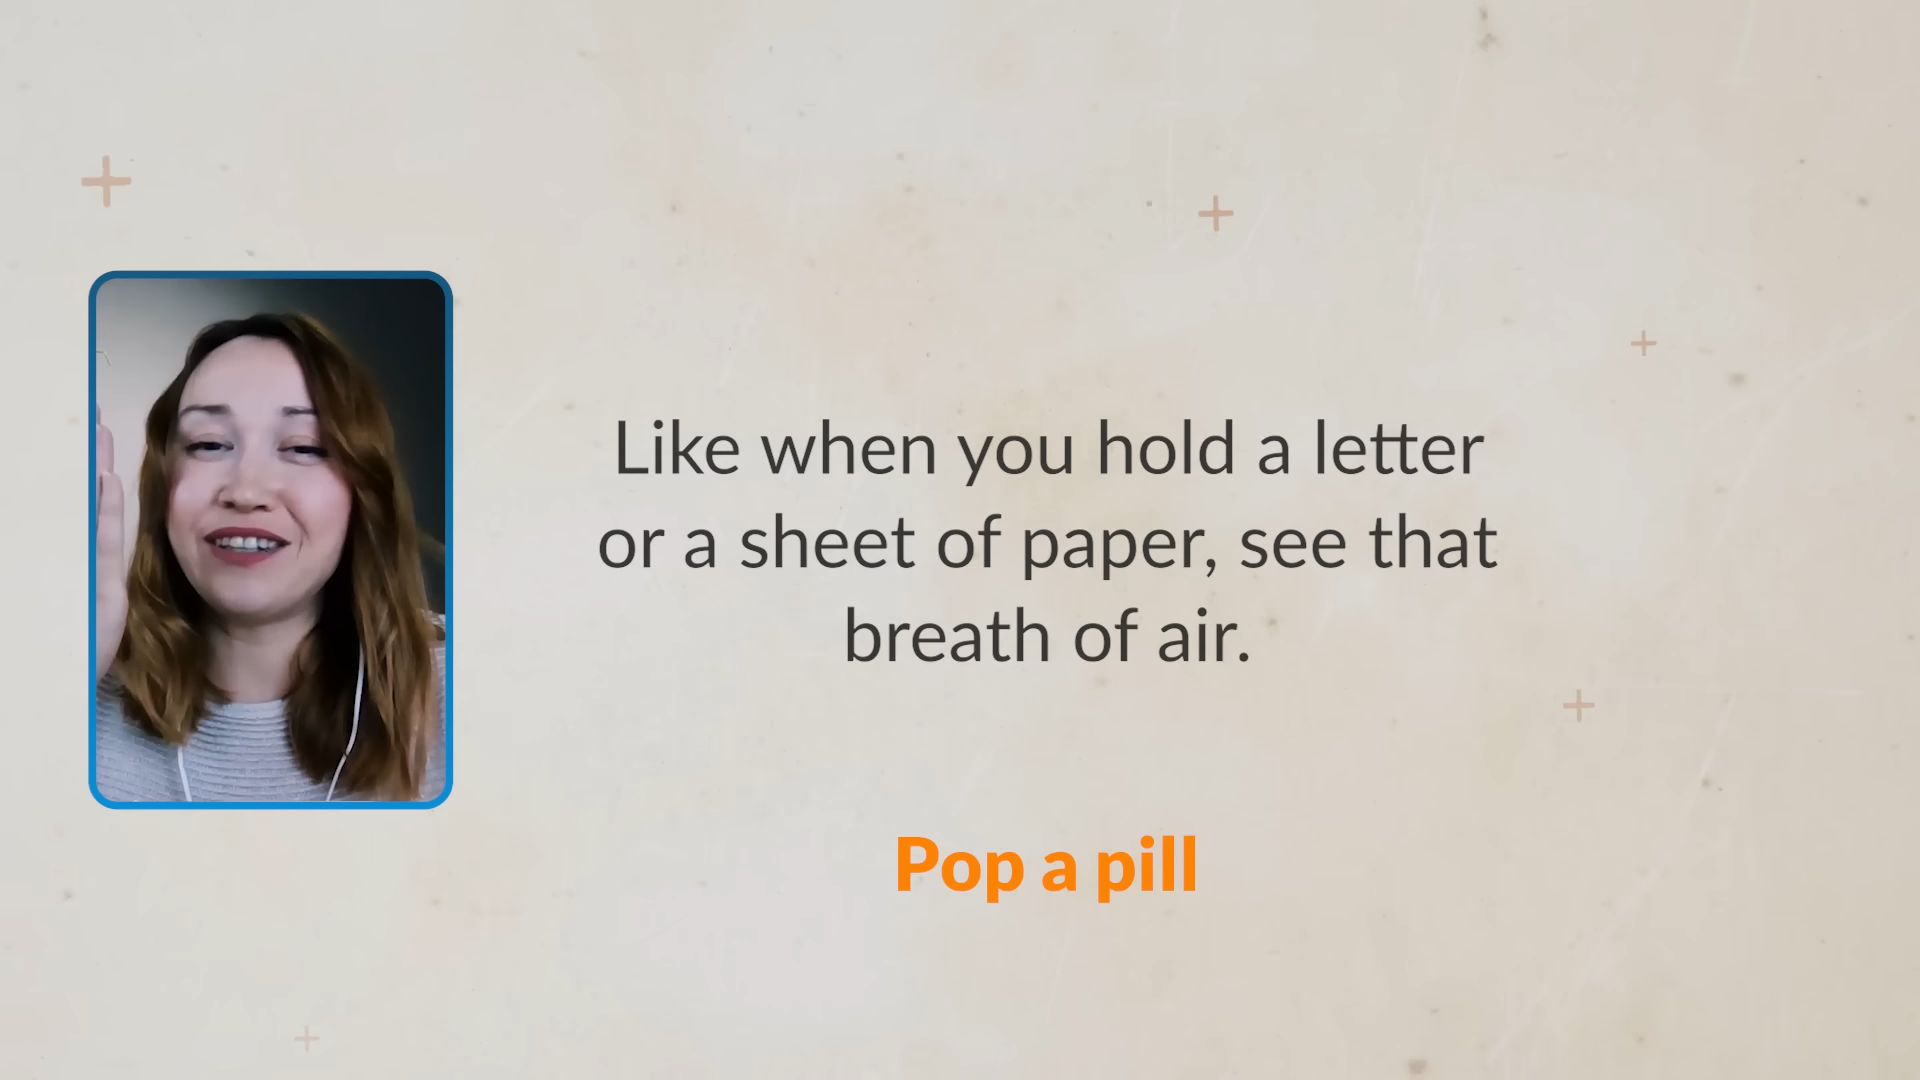 Like when you hold a letter
or a sheet of paper, see that
breath of air.
Pop a pill